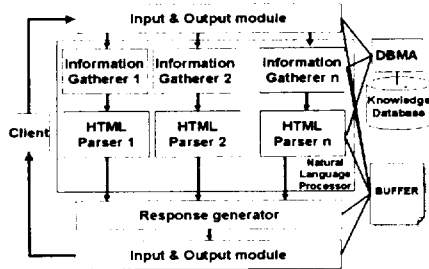 Input & Output module
Information Gatherer 1
Information Gatherer 2
Information Gatherer n
DBMA
Knowledge Database
Client
HTML Parser 1
HTML Parser 2
HTML Parser n
Natural Language Processor
BUFFER
Response generator
Input & Output module